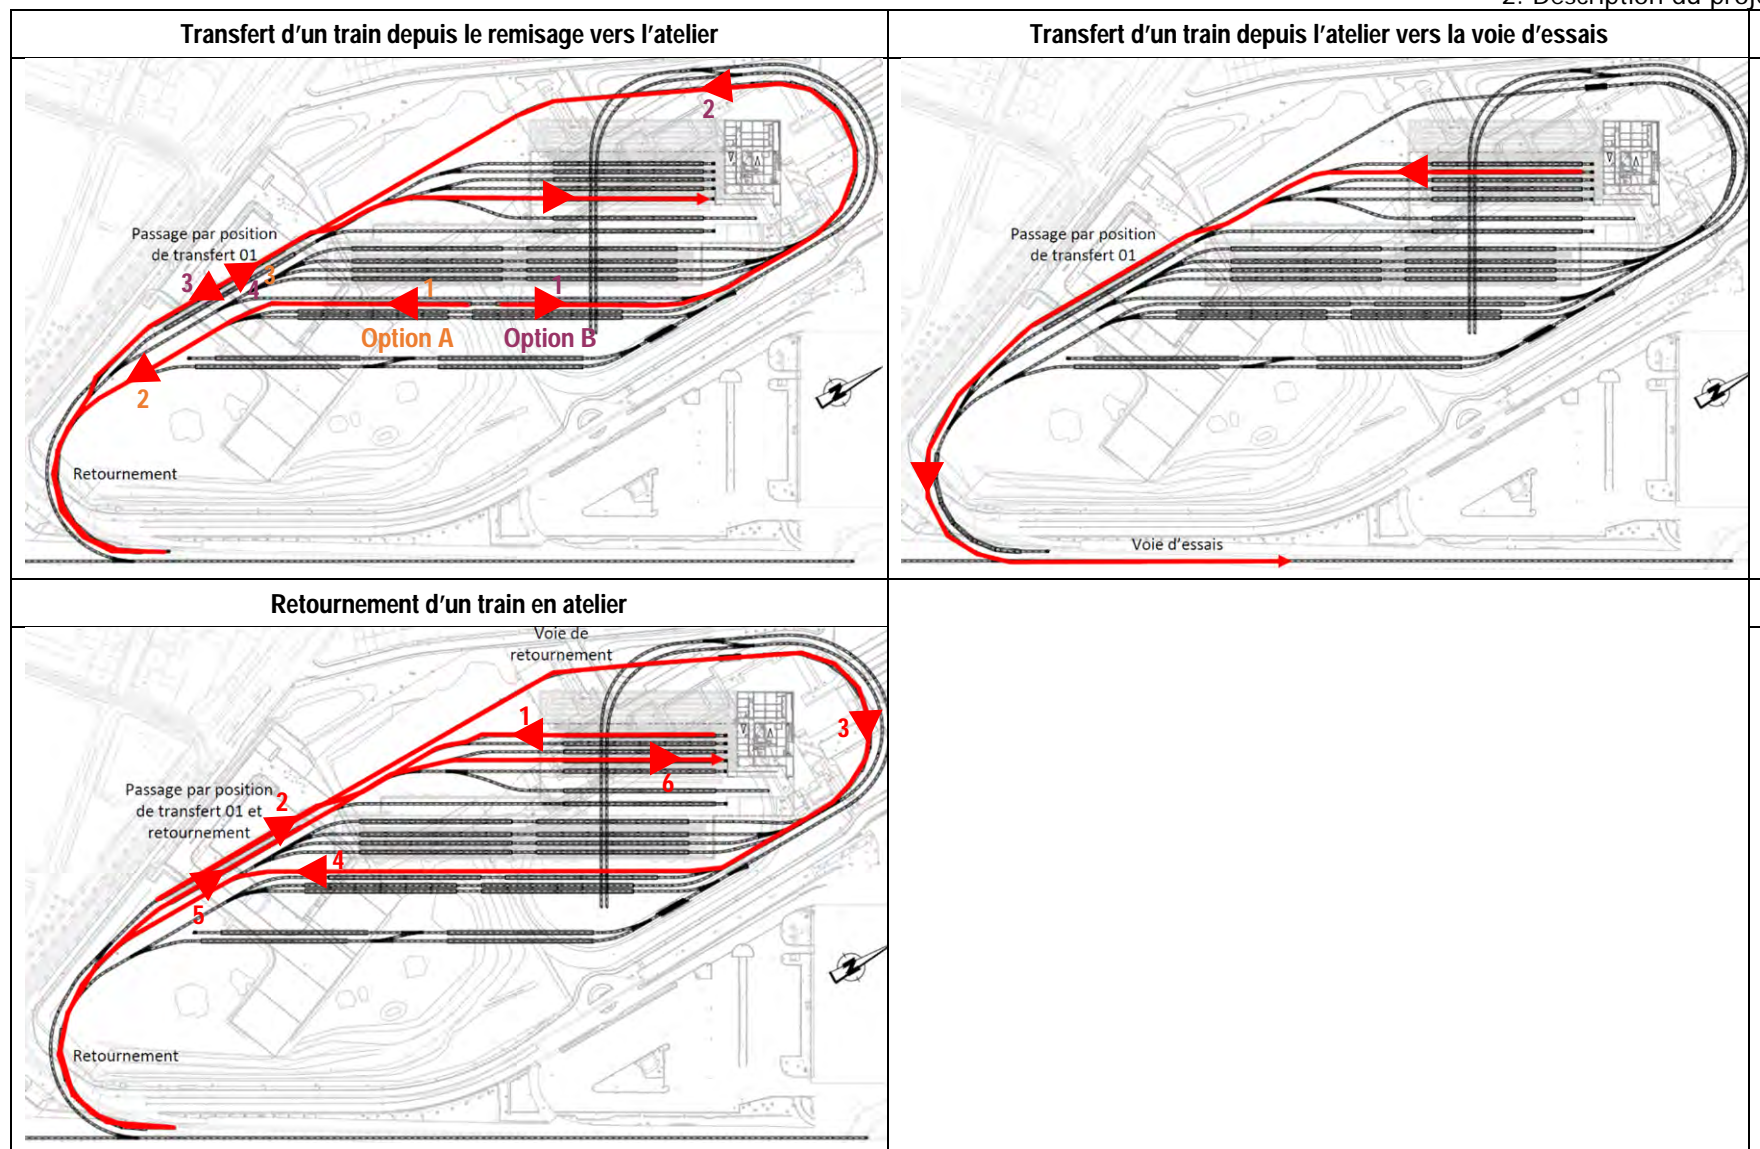 2. Description du proje
Transfert d'un train depuis le remisage vers l'atelier
2
Passage par position
de transfert 01
3
3
4
1
1
Option A
Option B
2
Retournement
Transfert d'un train depuis l'atelier vers la voie d'essais
Passage par position
de transfert 01
Voie d'essais
Retournement d'un train en atelier
Voie de
retournement
1
3
6
Passage par position
de transfert 01 et
retournement
2
4
5
Retournement